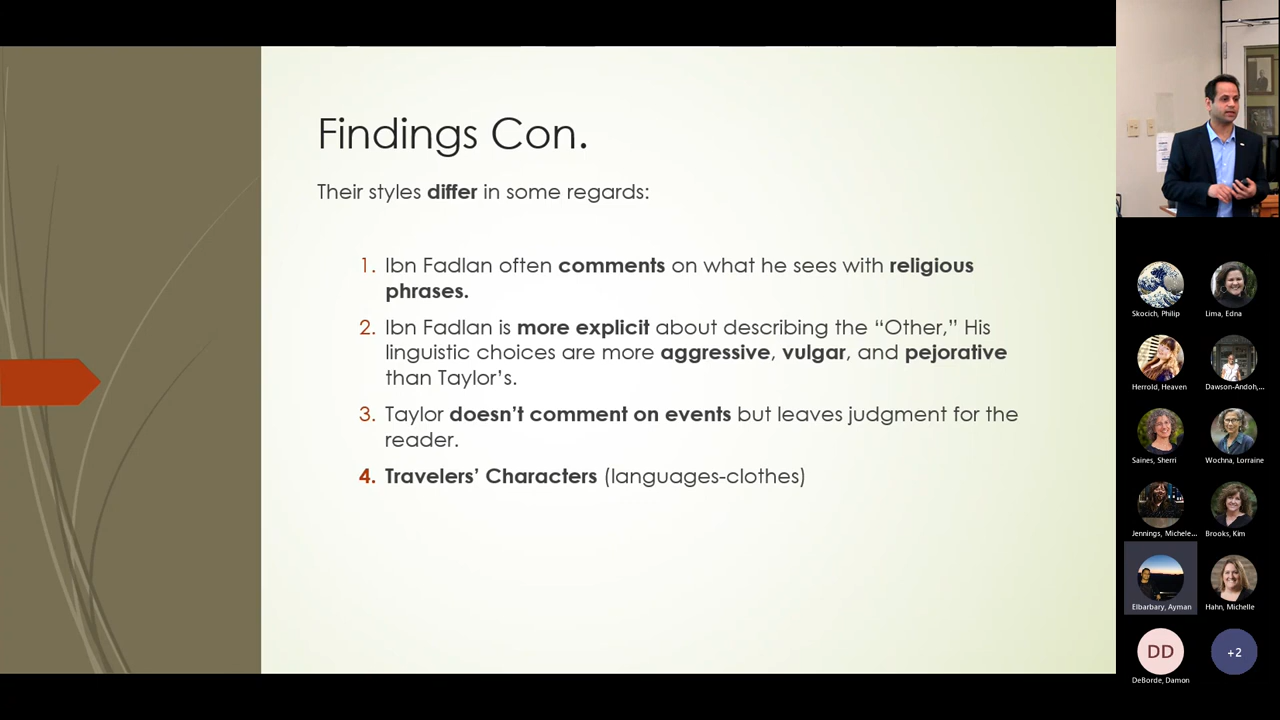 Findings Con.
Their styles differ in some regards:
1. Ibn Fadlan often comments on what he sees with religious
phrases.
2. Ibn Fadlan is more explicit about describing the “Other,” His
linguistic choices are more aggressive, vulgar, and pejorative
than Taylor’s.
3. Taylor doesn’t comment on events but leaves judgment for the
reader.
4. Travelers’ Characters (languages-clothes)
Skocich, Philip
Lima, Edna
Herrold, Heaven
Dawson-Andoh,...
Saines, Sherri
Wochna, Lorraine
Jennings, Michele...
Brooks, Kim
Elbarbary, Ayman
Hahn, Michelle
DD
+2
DeBorde, Damon